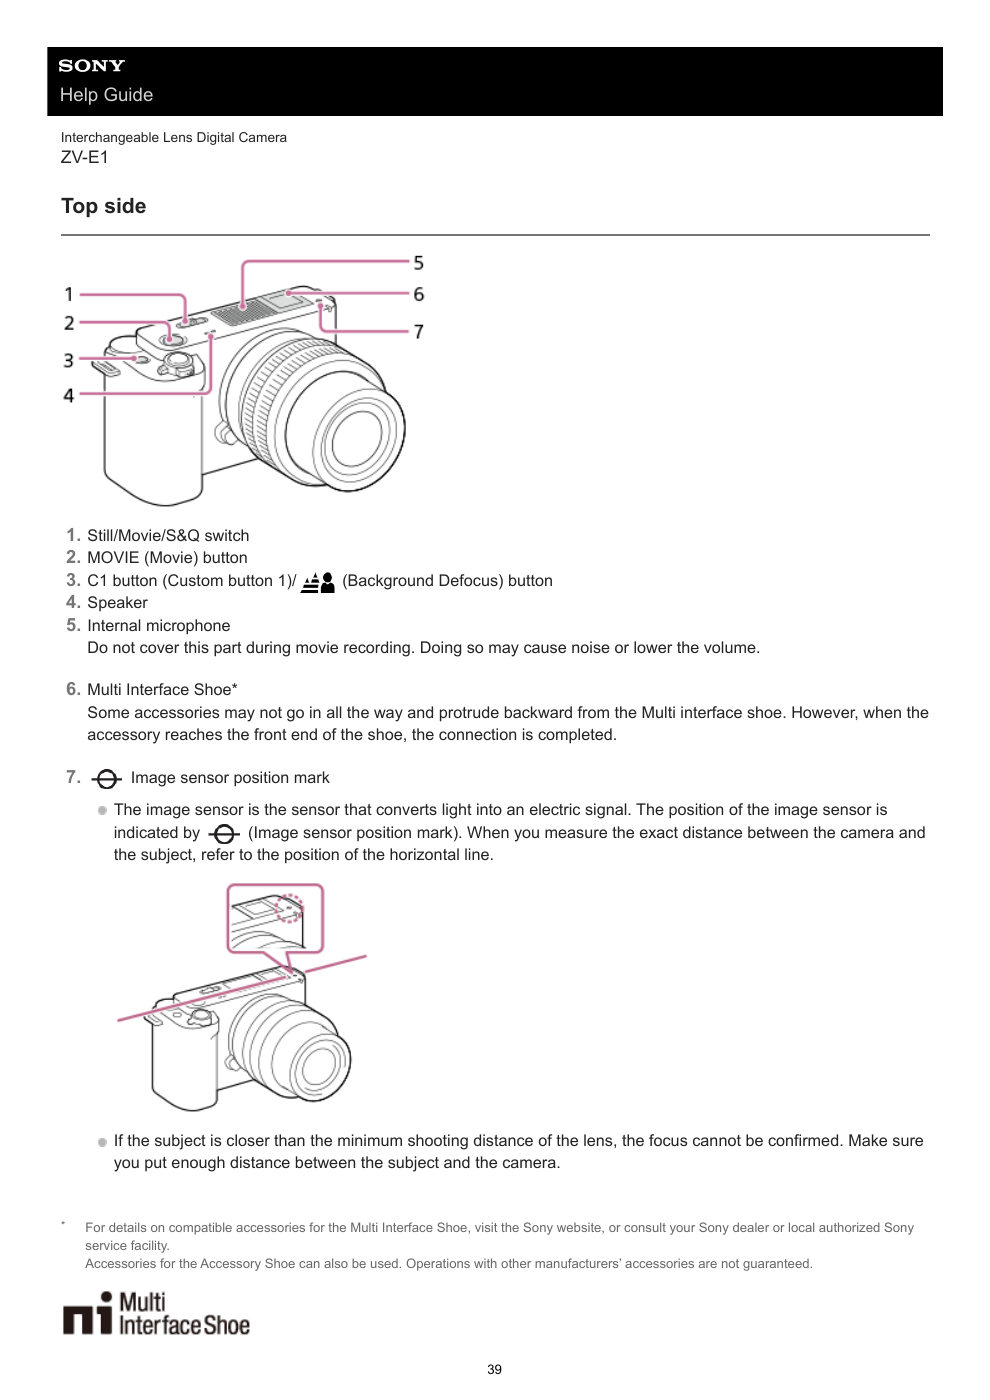 SONY
Help Guide
Interchangeable Lens Digital Camera
ZV-E1
Top side
1
2
3
4
5
6
7
1. Still/Movie/S&Q switch
2. MOVIE (Movie) button
3. C1 button (Custom button 1)/ (Background Defocus) button
4. Speaker
5. Internal microphone
Do not cover this part during movie recording. Doing so may cause noise or lower the volume.
6. Multi Interface Shoe*
Some accessories may not go in all the way and protrude backward from the Multi interface shoe. However, when the
accessory reaches the front end of the shoe, the connection is completed.
7. Image sensor position mark
The image sensor is the sensor that converts light into an electric signal. The position of the image sensor is
indicated by (Image sensor position mark). When you measure the exact distance between the camera and
the subject, refer to the position of the horizontal line.
If the subject is closer than the minimum shooting distance of the lens, the focus cannot be confirmed. Make sure
you put enough distance between the subject and the camera.
* For details on compatible accessories for the Multi Interface Shoe, visit the Sony website, or consult your Sony dealer or local authorized Sony
service facility.
Accessories for the Accessory Shoe can also be used. Operations with other manufacturers’ accessories are not guaranteed.
Multi
Interface Shoe
39